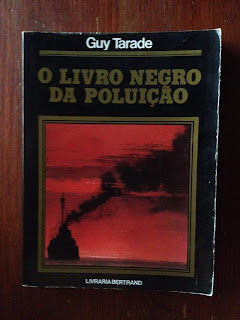 Guy Tarade
O LIVRO NEGRO
DA POLUIÇÃO
LIVRARIA BERTRAND